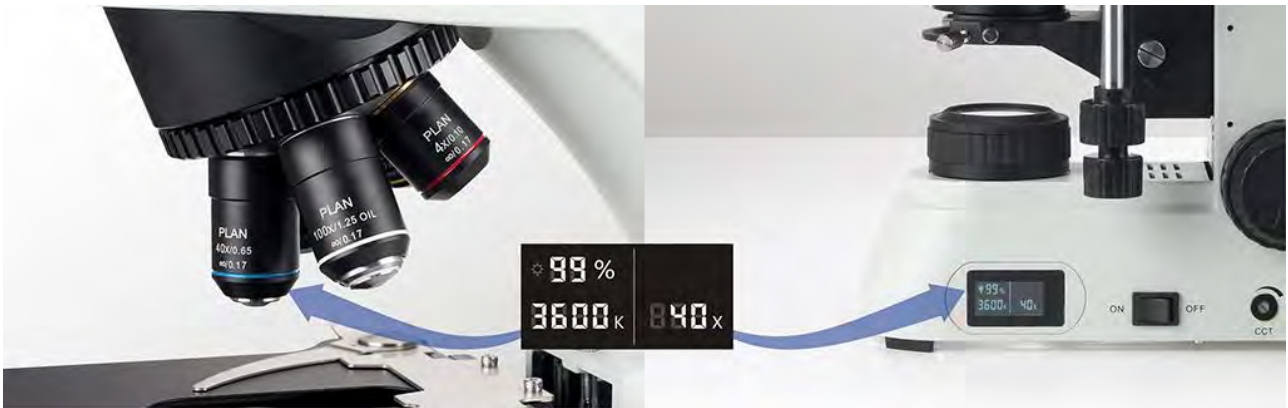 PLAN
4X/0.10
∞/0.17
PLAN
100X/1.25 OIL
∞/0.17
PLAN
40X/0.65
∞/0.17
99%
3600K
40X
99%
3600K
40X
ON
OFF
CCT